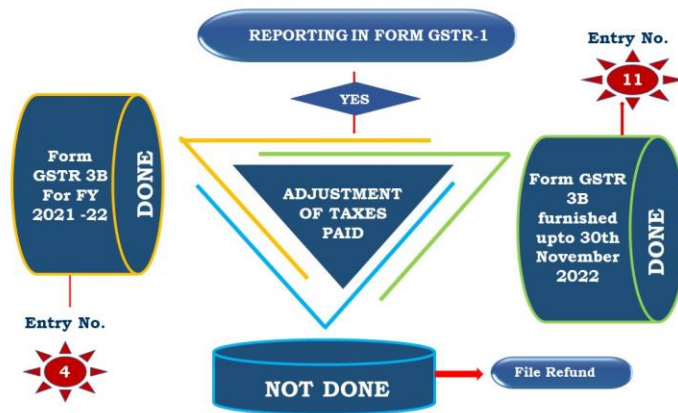 REPORTING IN FORM GSTR-1
YES
Entry No.
11
Form
GSTR 3B
For FY
2021 -22
DONE
ADJUSTMENT
OF TAXES
PAID
Form GSTR
3B
furnished
upto 30th
November
2022
DONE
Entry No.
4
NOT DONE
File Refund